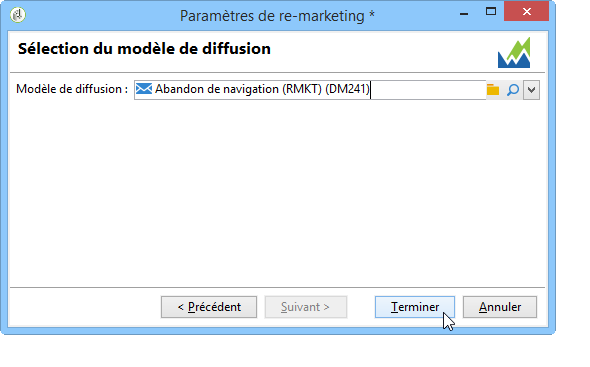 Paramètres de re-marketing *
Sélection du modèle de diffusion
Modèle de diffusion : Abandon de navigation (RMKT) (DM241)
< Précédent Suivant > Terminer Annuler